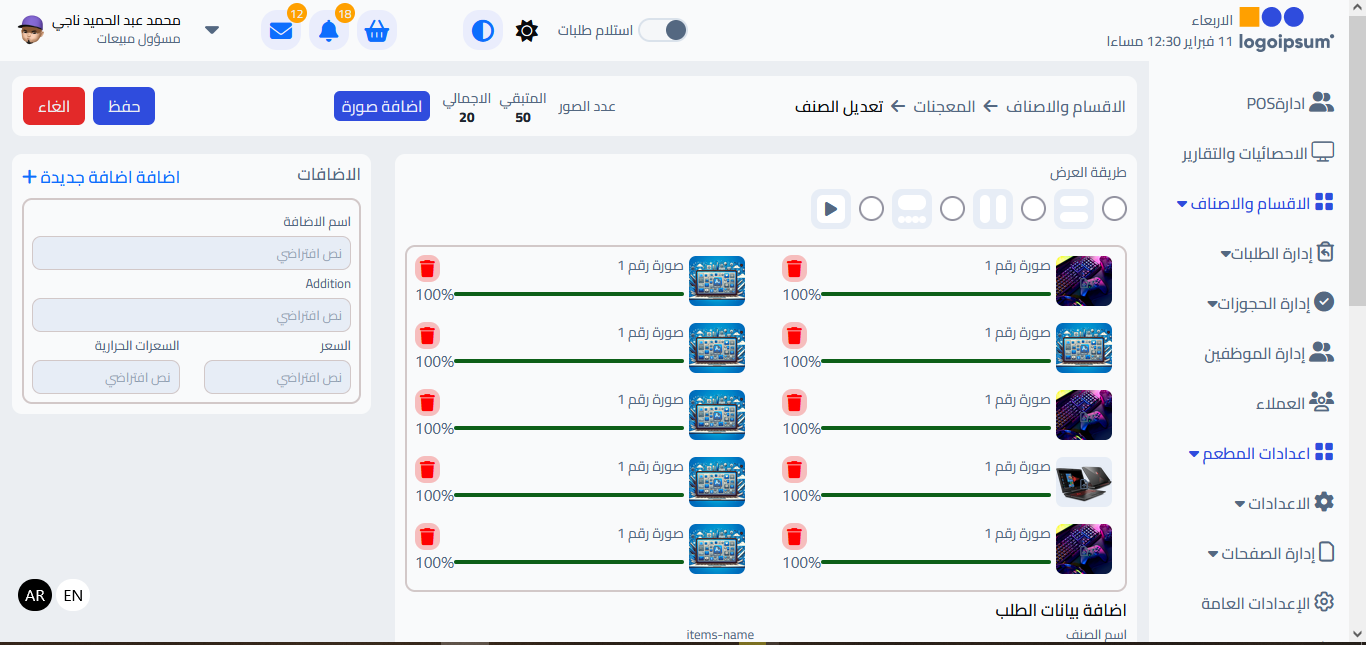 logoipsum
الاربعاء
11 فبراير 12:30 مساءا
استلام طلبات
18
12
محمد عبد الحميد ناجي
مسؤول مبيعات
ادارةPOS
الاحصائيات والتقارير
الاقسام والاصناف
إدارة الطلبات
إدارة الحجوزات
إدارة الموظفين
العملاء
اعدادات المطعم
الاعدادات
إدارة الصفحات
الإعدادات العامة
الاقسام والاصناف ← المعجنات ← تعديل الصنف
عدد الصور
المتبقي
50
الاجمالي
20
اضافة صورة
حفظ
الغاء
طريقة العرض
صورة رقم 1
100%
صورة رقم 1
100%
صورة رقم 1
100%
صورة رقم 1
100%
صورة رقم 1
100%
صورة رقم 1
100%
صورة رقم 1
100%
صورة رقم 1
100%
صورة رقم 1
100%
صورة رقم 1
100%
اضافة بيانات الطلب
اسم الصنف
items-name
الاضافات
اضافة اضافة جديدة +
اسم الاضافة
نص افتراضي
Addition
نص افتراضي
السعر
السعرات الحرارية
نص افتراضي
نص افتراضي
AR
EN